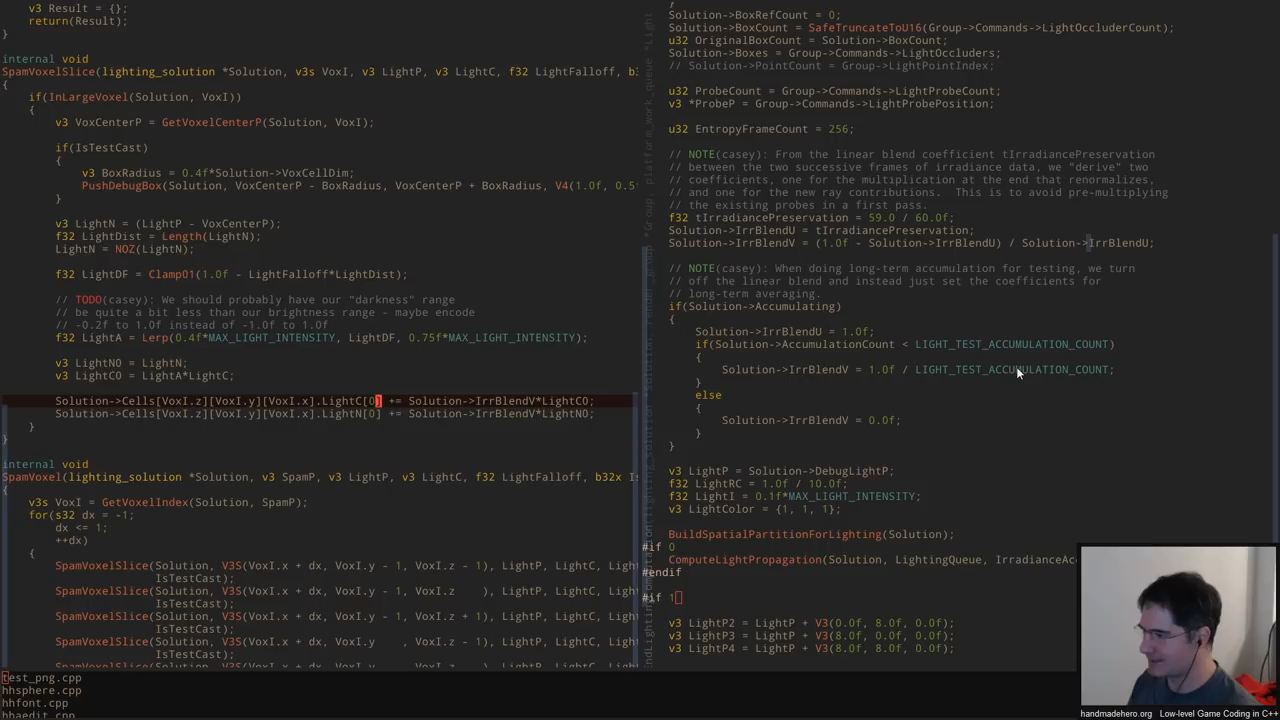 v3 Result = {};
return(Result);
}
internal void
SpamVoxelSlice(lighting_solution *Solution, v3s VoxI, v3 LightP, v3 LightC, f32 LightFalloff, b3
{
if(InLargeVoxel(Solution, VoxI))
{
v3 VoxCenterP = GetVoxelCenterP(Solution, VoxI);
if(IsTestCast)
{
v3 BoxRadius = 0.4f*Solution->VoxCellDim;
PushDebugBox(Solution, VoxCenterP - BoxRadius, VoxCenterP + BoxRadius, V4(1.0f, 0.5
}
v3 LightN = (LightP - VoxCenterP);
f32 LightDist = Length(LightN);
LightN = NOZ(LightN);
f32 LightDF = Clamp01(1.0f - LightFalloff*LightDist);
// TODO(casey): We should probably have our "darkness" range
// be quite a bit less than our brightness range - maybe encode
// -0.2f to 1.0f instead of -1.0f to 1.0f
f32 LightA = Lerp(0.4f*MAX_LIGHT_INTENSITY, LightDF, 0.75f*MAX_LIGHT_INTENSITY);
v3 LightN0 = LightN;
v3 LightC0 = LightA*LightC;
Solution->Cells[VoxI.z][VoxI.y][VoxI.x].LightC[0] += Solution->IrrBlendV*LightC0;
Solution->Cells[VoxI.z][VoxI.y][VoxI.x].LightN[0] += Solution->IrrBlendV*LightN0;
}
}
internal void
SpamVoxel(lighting_solution *Solution, v3 SpamP, v3 LightP, v3 LightC, f32 LightFalloff, b32x Is
{
v3s VoxI = GetVoxelIndex(Solution, SpamP);
for(s32 dx = -1;
dx <= 1;
++dx)
{
SpamVoxelSlice(Solution, V3S(VoxI.x + dx, VoxI.y - 1, VoxI.z - 1), LightP, LightC, Light
IsTestCast);
SpamVoxelSlice(Solution, V3S(VoxI.x + dx, VoxI.y - 1, VoxI.z    ), LightP, LightC, Light
IsTestCast);
SpamVoxelSlice(Solution, V3S(VoxI.x + dx, VoxI.y - 1, VoxI.z + 1), LightP, LightC, Light
IsTestCast);
SpamVoxelSlice(Solution, V3S(VoxI.x + dx, VoxI.y    , VoxI.z - 1), LightP, LightC, Light
IsTestCast);
test_png.cpp
hhsphere.cpp
hhfont.cpp
hhaedit.cpp
Solution->BoxRefCount = 0;
Solution->BoxCount = SafeTruncateToU16(Group->Commands->LightOccluderCount);
u32 OriginalBoxCount = Solution->BoxCount;
Solution->Boxes = Group->Commands->LightOccluders;
// Solution->PointCount = Group->LightPointIndex;
u32 ProbeCount = Group->Commands->LightProbeCount;
v3 *ProbeP = Group->Commands->LightProbePosition;
u32 EntropyFrameCount = 256;
// NOTE(casey): From the linear blend coefficient tIrradiancePreservation
// between the two successive frames of irradiance data, we "derive" two
// coefficients, one for the multiplication at the end that renormalizes,
// and one for the new ray contributions.  This is to avoid pre-multiplying
// the existing probes in a first pass.
f32 tIrradiancePreservation = 59.0 / 60.0f;
Solution->IrrBlendU = tIrradiancePreservation;
Solution->IrrBlendV = (1.0f - Solution->IrrBlendU) / Solution->IrrBlendU;
// NOTE(casey): When doing long-term accumulation for testing, we turn
// off the linear blend and instead just set the coefficients for
// long-term averaging.
if(Solution->Accumulating)
{
Solution->IrrBlendU = 1.0f;
if(Solution->AccumulationCount < LIGHT_TEST_ACCUMULATION_COUNT)
{
Solution->IrrBlendV = 1.0f / LIGHT_TEST_ACCUMULATION_COUNT;
}
else
{
Solution->IrrBlendV = 0.0f;
}
}
v3 LightP = Solution->DebugLightP;
f32 LightRC = 1.0f / 10.0f;
f32 LightI = 0.1f*MAX_LIGHT_INTENSITY;
v3 LightColor = {1, 1, 1};
BuildSpatialPartitionForLighting(Solution);
#if 0
ComputeLightPropagation(Solution, LightingQueue, IrradianceAc
#endif
#if 1
v3 LightP2 = LightP + V3(0.0f, 8.0f, 0.0f);
v3 LightP3 = LightP + V3(8.0f, 0.0f, 0.0f);
v3 LightP4 = LightP + V3(8.0f, 8.0f, 0.0f);
handmadehero.org   Low-level Game Coding in C++